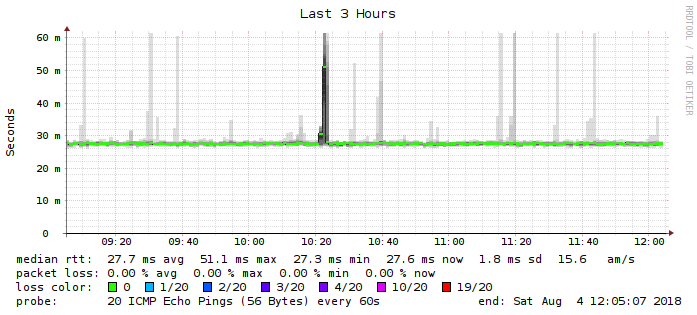 Last 3 Hours
RRDTOOL / TOBI OETIKER
Seconds
60 m
50 m
40 m
30 m
20 m
10 m
0
09:20 09:40 10:00 10:20 10:40 11:00 11:20 11:40 12:00
median rtt: 27.7 ms avg 51.1 ms max 27.3 ms min 27.6 ms now 1.8 ms sd 15.6 am/s
packet loss: 0.00 % avg 0.00 % max 0.00 % min 0.00 % now
loss color: 0 1/20 2/20 3/20 4/20 10/20 19/20
probe: 20 ICMP Echo Pings (56 Bytes) every 60s end: Sat Aug 4 12:05:07 2018